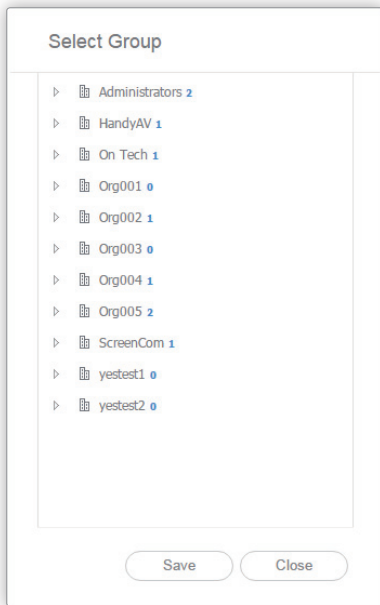 Select Group
Administrators 2
HandyAV 1
On Tech 1
Org001 0
Org002 1
Org003 0
Org004 1
Org005 2
ScreenCom 1
yestest1 0
yestest2 0
Save Close